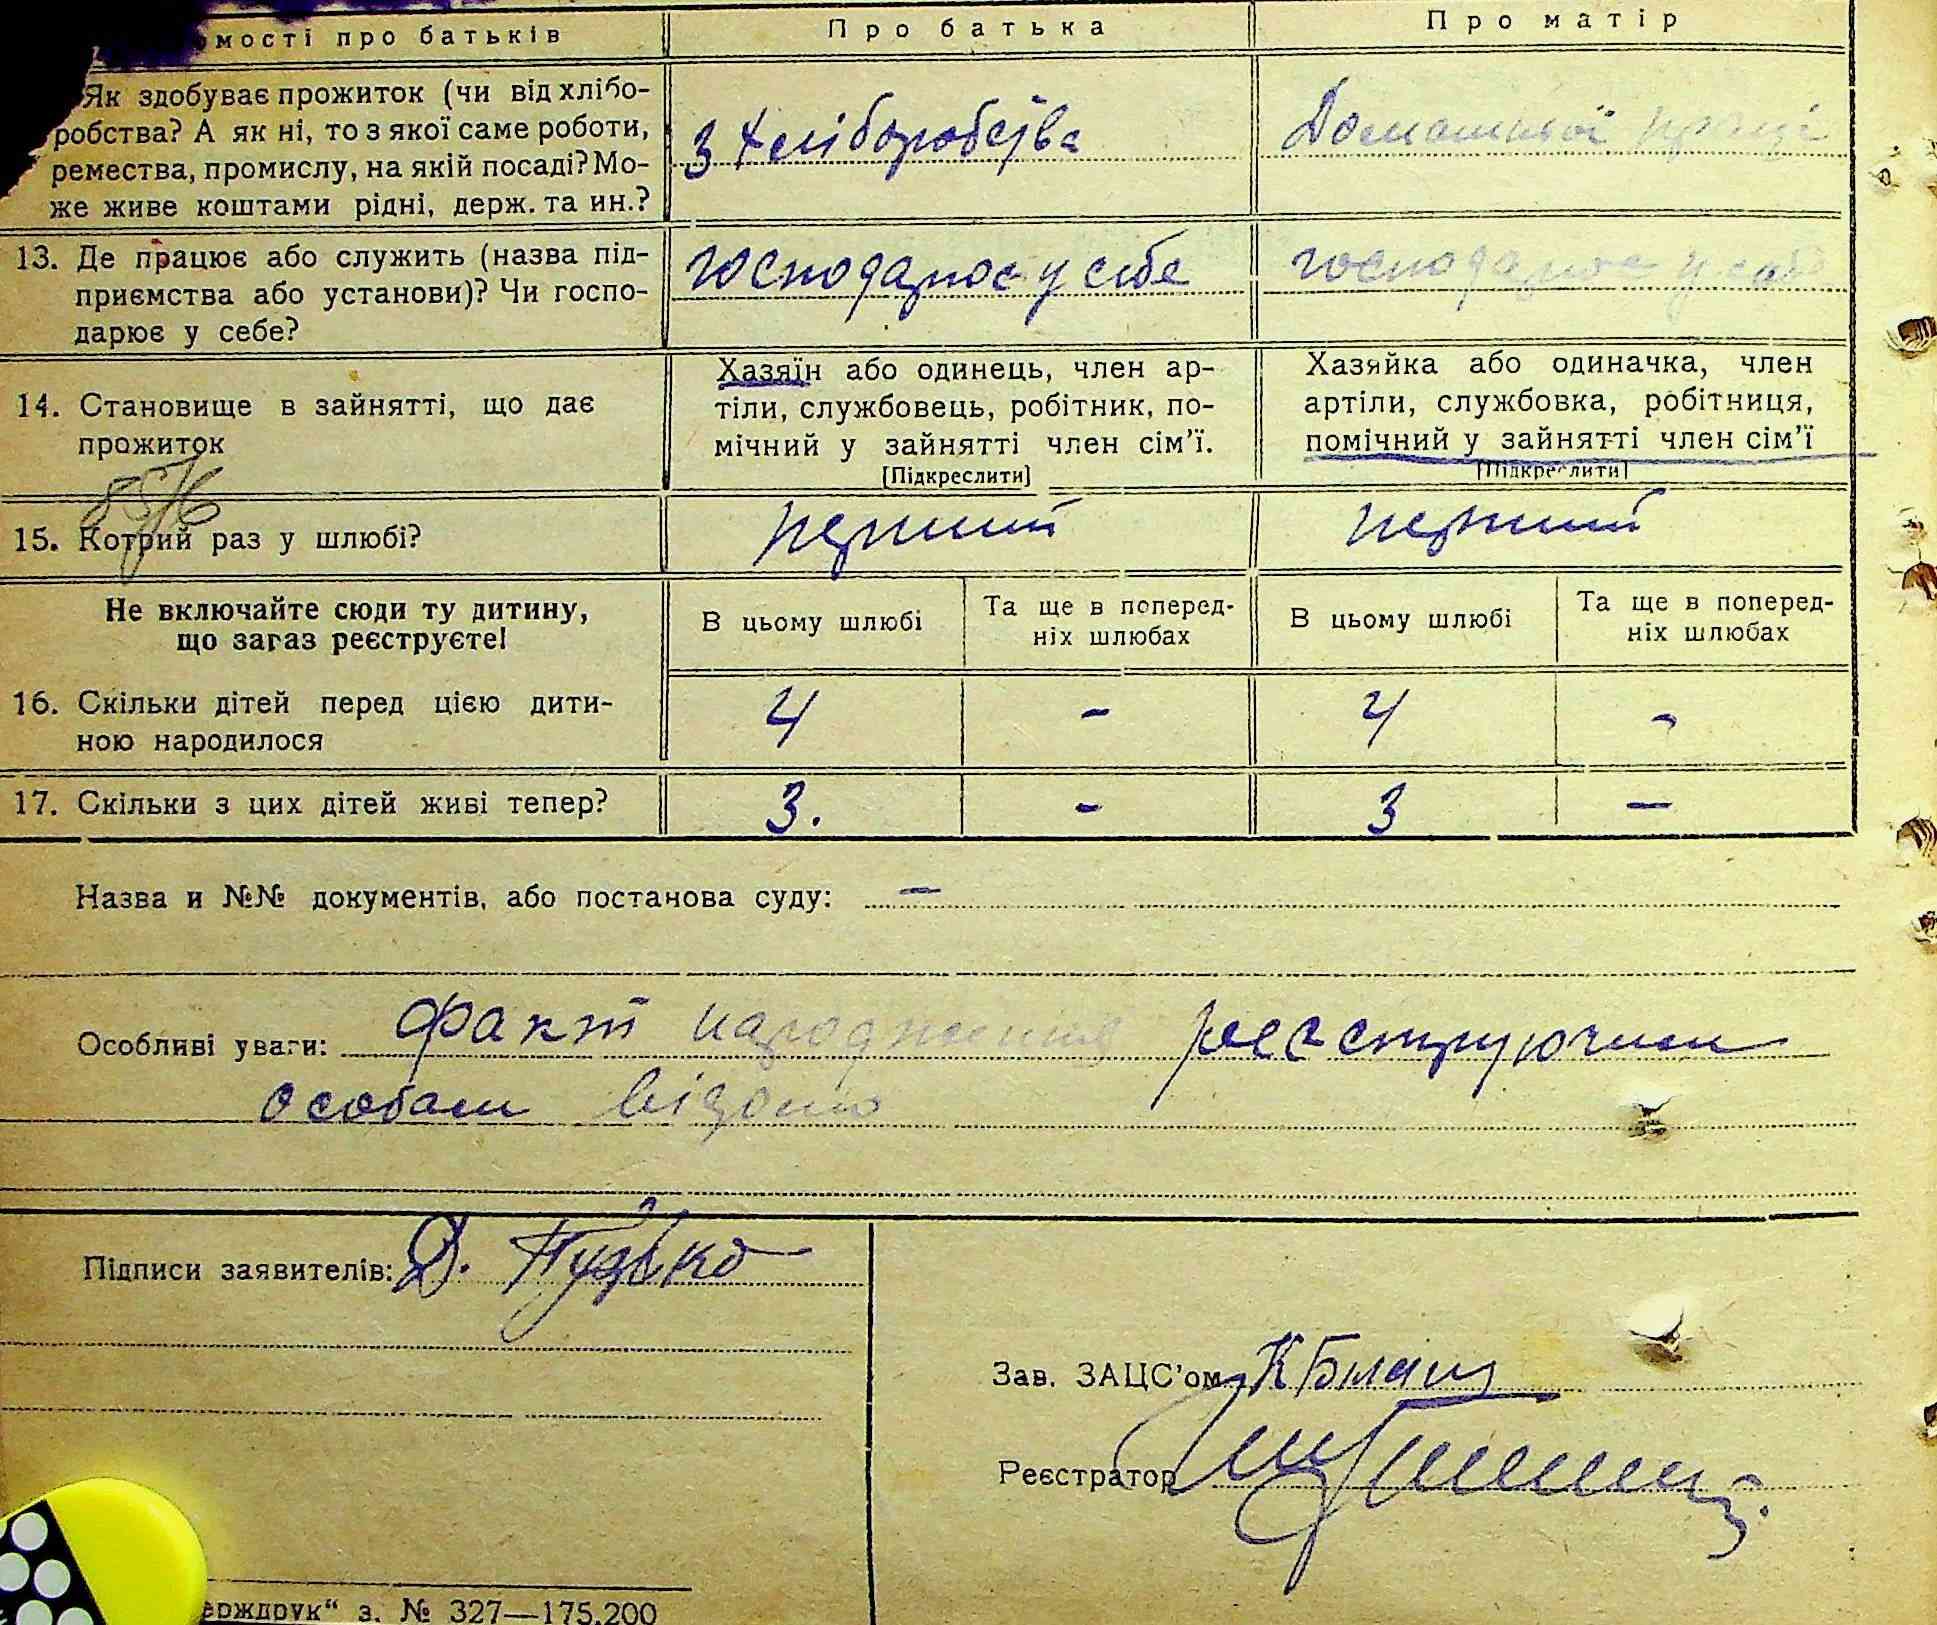 мості про батьків Про батька Про матір
Як здобуває прожиток (чи від хлібо-
робства? А як ні, то з якої саме роботи,
ремества, промислу, на якій посаді? Мо-
же живе коштами рідні, держ. та ин.?
з хліборобства
Домашньої праці
13. Де працює або служить (назва під-
приємства або установи)? Чи госпо-
дарює у себе?
господарює у себе
господарює у себе
14. Становище в зайнятті, що дає
прожиток
Хазяїн або одинець, член ар-
тіли, службовець, робітник, по-
мічний у зайнятті член сім'ї.
[Підкреслити]
Хазяйка або одиначка, член
артіли, службовка, робітниця,
помічний у зайнятті член сім'ї
[Підкреслити]
15. Котрий раз у шлюбі? перший перший
Не включайте сюди ту дитину,
що зараз реєструєте!
В цьому шлюбі
Та ще в поперед-
ніх шлюбах
В цьому шлюбі
Та ще в поперед-
ніх шлюбах
16. Скільки дітей перед цією дити-
ною народилося
4 - 4 -
17. Скільки з цих дітей живі тепер? 3. - 3 -
Назва и №№ документів, або постанова суду: -
Особливі уваги: Факт народження реєструючим
особам відомо
Підписи заявителів: Д. Пудько
Зав. ЗАЦС'ом
Реєстратор
ерждрук" з. № 327—175.200